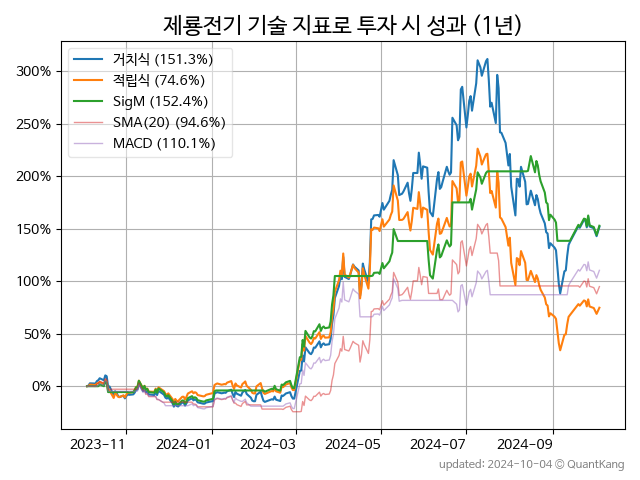 제룡전기 기술 지표로 투자 시 성과 (1년)
거치식 (151.3%)
적립식 (74.6%)
SigM (152.4%)
SMA(20) (94.6%)
MACD (110.1%)
300%
250%
200%
150%
100%
50%
0%
2023-11
2024-01
2024-03
2024-05
2024-07
2024-09
updated: 2024-10-04 © QuantKang